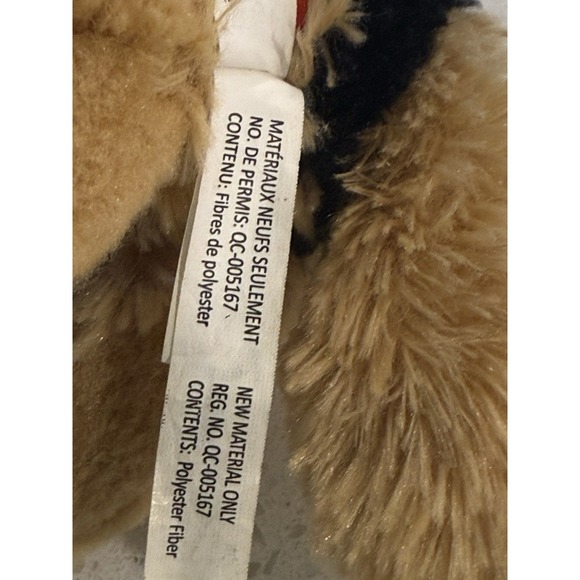 MATÉRIAUX NEUFS SEULEMENT
NO. DE PERMIS: QC-005167
CONTENU: Fibres de polyester
NEW MATERIAL ONLY
REG. NO. QC-005167
CONTENTS: Polyester Fiber